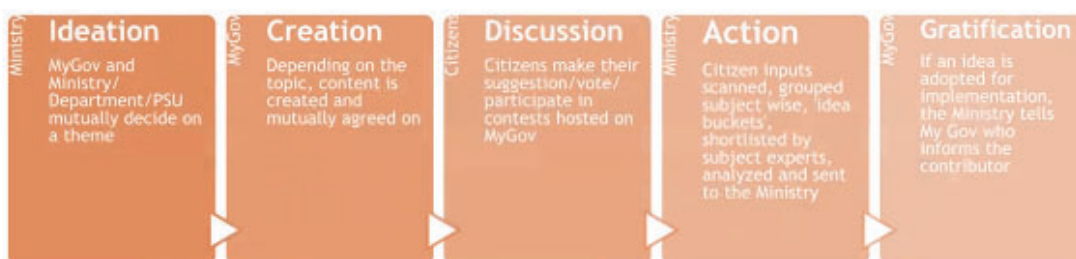 Ministry
Ideation
MyGov and
Ministry/
Department/PSU
mutually decide on
a theme
MyGov
Creation
Depending on the
topic, content is
created and
mutually agreed on
Citizens
Discussion
Citizens make their
suggestion/vote/
participate in
contests hosted on
MyGov
Ministry
Action
Citizen inputs
scanned, grouped
subject wise, 'idea
buckets',
shortlisted by
subject experts,
analyzed and sent
to the Ministry
MyGov
Gratification
If an idea is
adopted for
implementation,
the Ministry tells
My Gov who
informs the
contributor